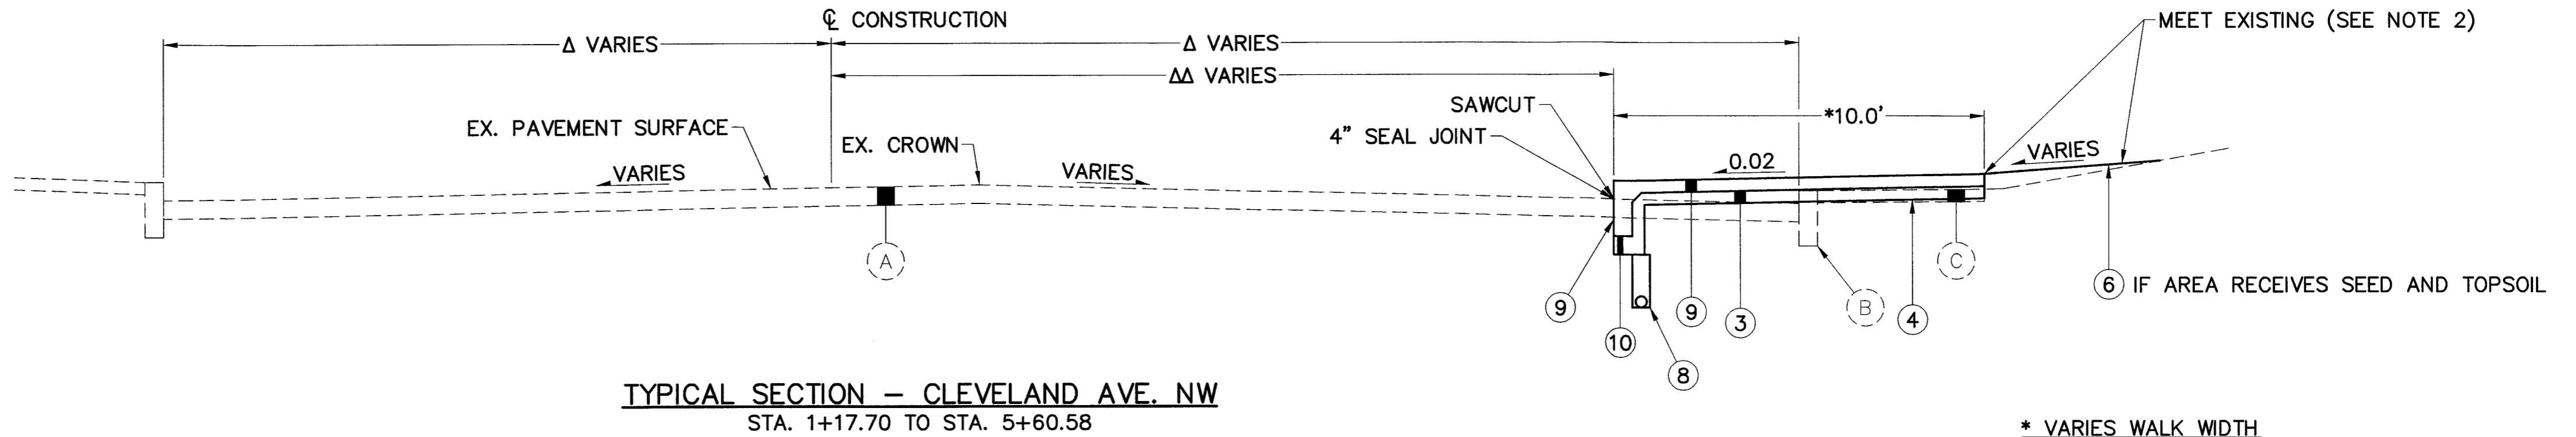 ℄ CONSTRUCTION
Δ VARIES
Δ VARIES
ΔΔ VARIES
MEET EXISTING (SEE NOTE 2)
SAWCUT
4" SEAL JOINT
*10.0'
EX. PAVEMENT SURFACE
EX. CROWN
VARIES
VARIES
0.02
VARIES
A
9
10
8
9
3
B
4
C
6 IF AREA RECEIVES SEED AND TOPSOIL
TYPICAL SECTION – CLEVELAND AVE. NW
STA. 1+17.70 TO STA. 5+60.58
* VARIES WALK WIDTH